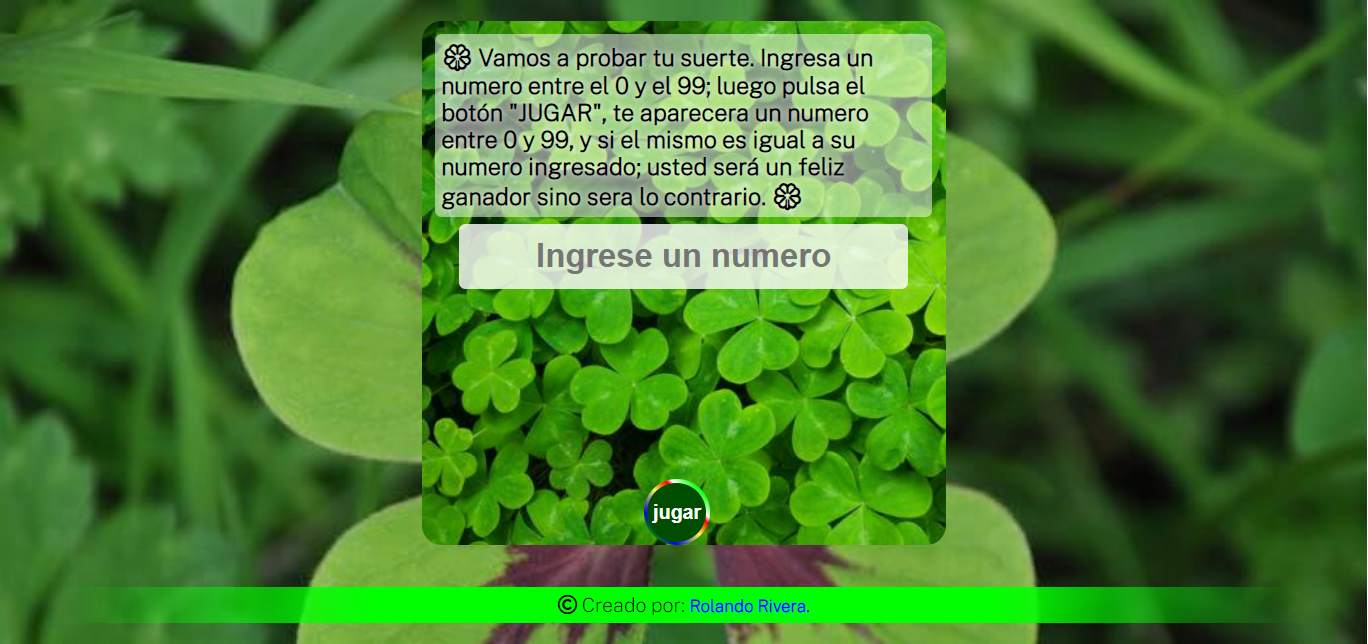 Vamos a probar tu suerte. Ingresa un
numero entre el 0 y el 99; luego pulsa el
botón "JUGAR", te aparecera un numero
entre 0 y 99, y si el mismo es igual a su
numero ingresado; usted será un feliz
ganador sino sera lo contrario.
Ingrese un numero
jugar
© Creado por: Rolando Rivera.